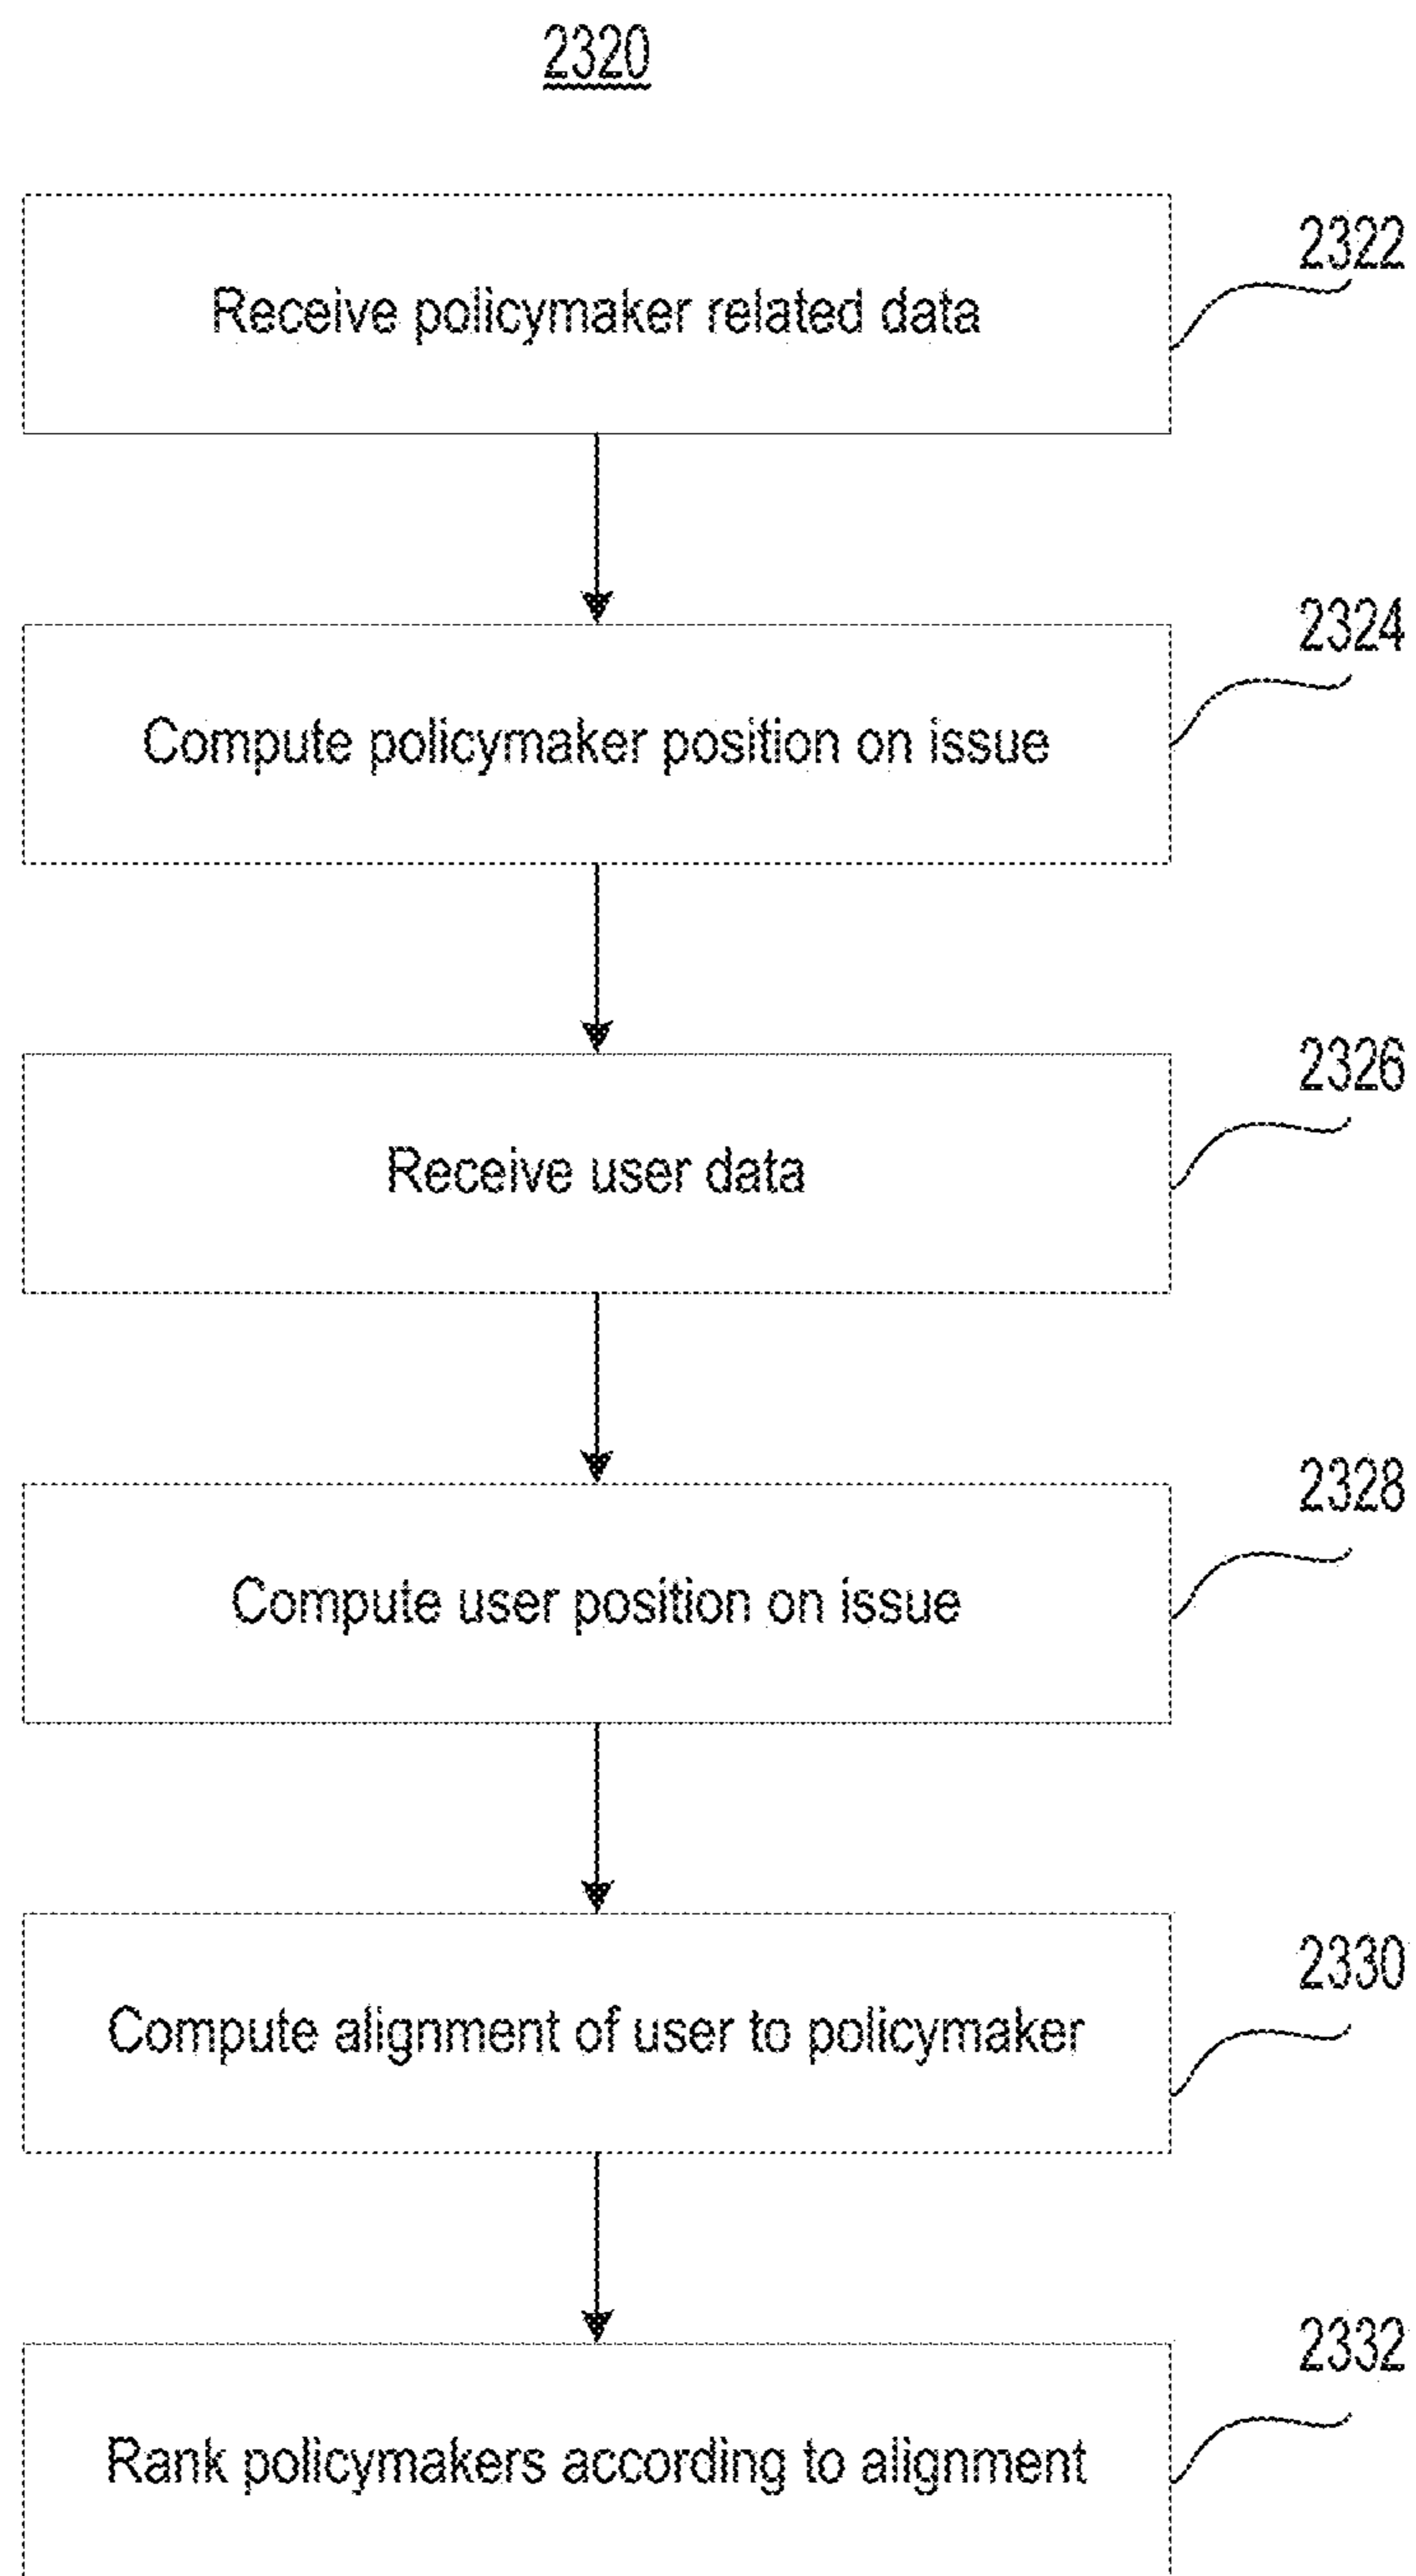 2320
Receive policymaker related data
2322
Compute policymaker position on issue
2324
Receive user data
2326
Compute user position on issue
2328
Compute alignment of user to policymaker
2330
Rank policymakers according to alignment
2332